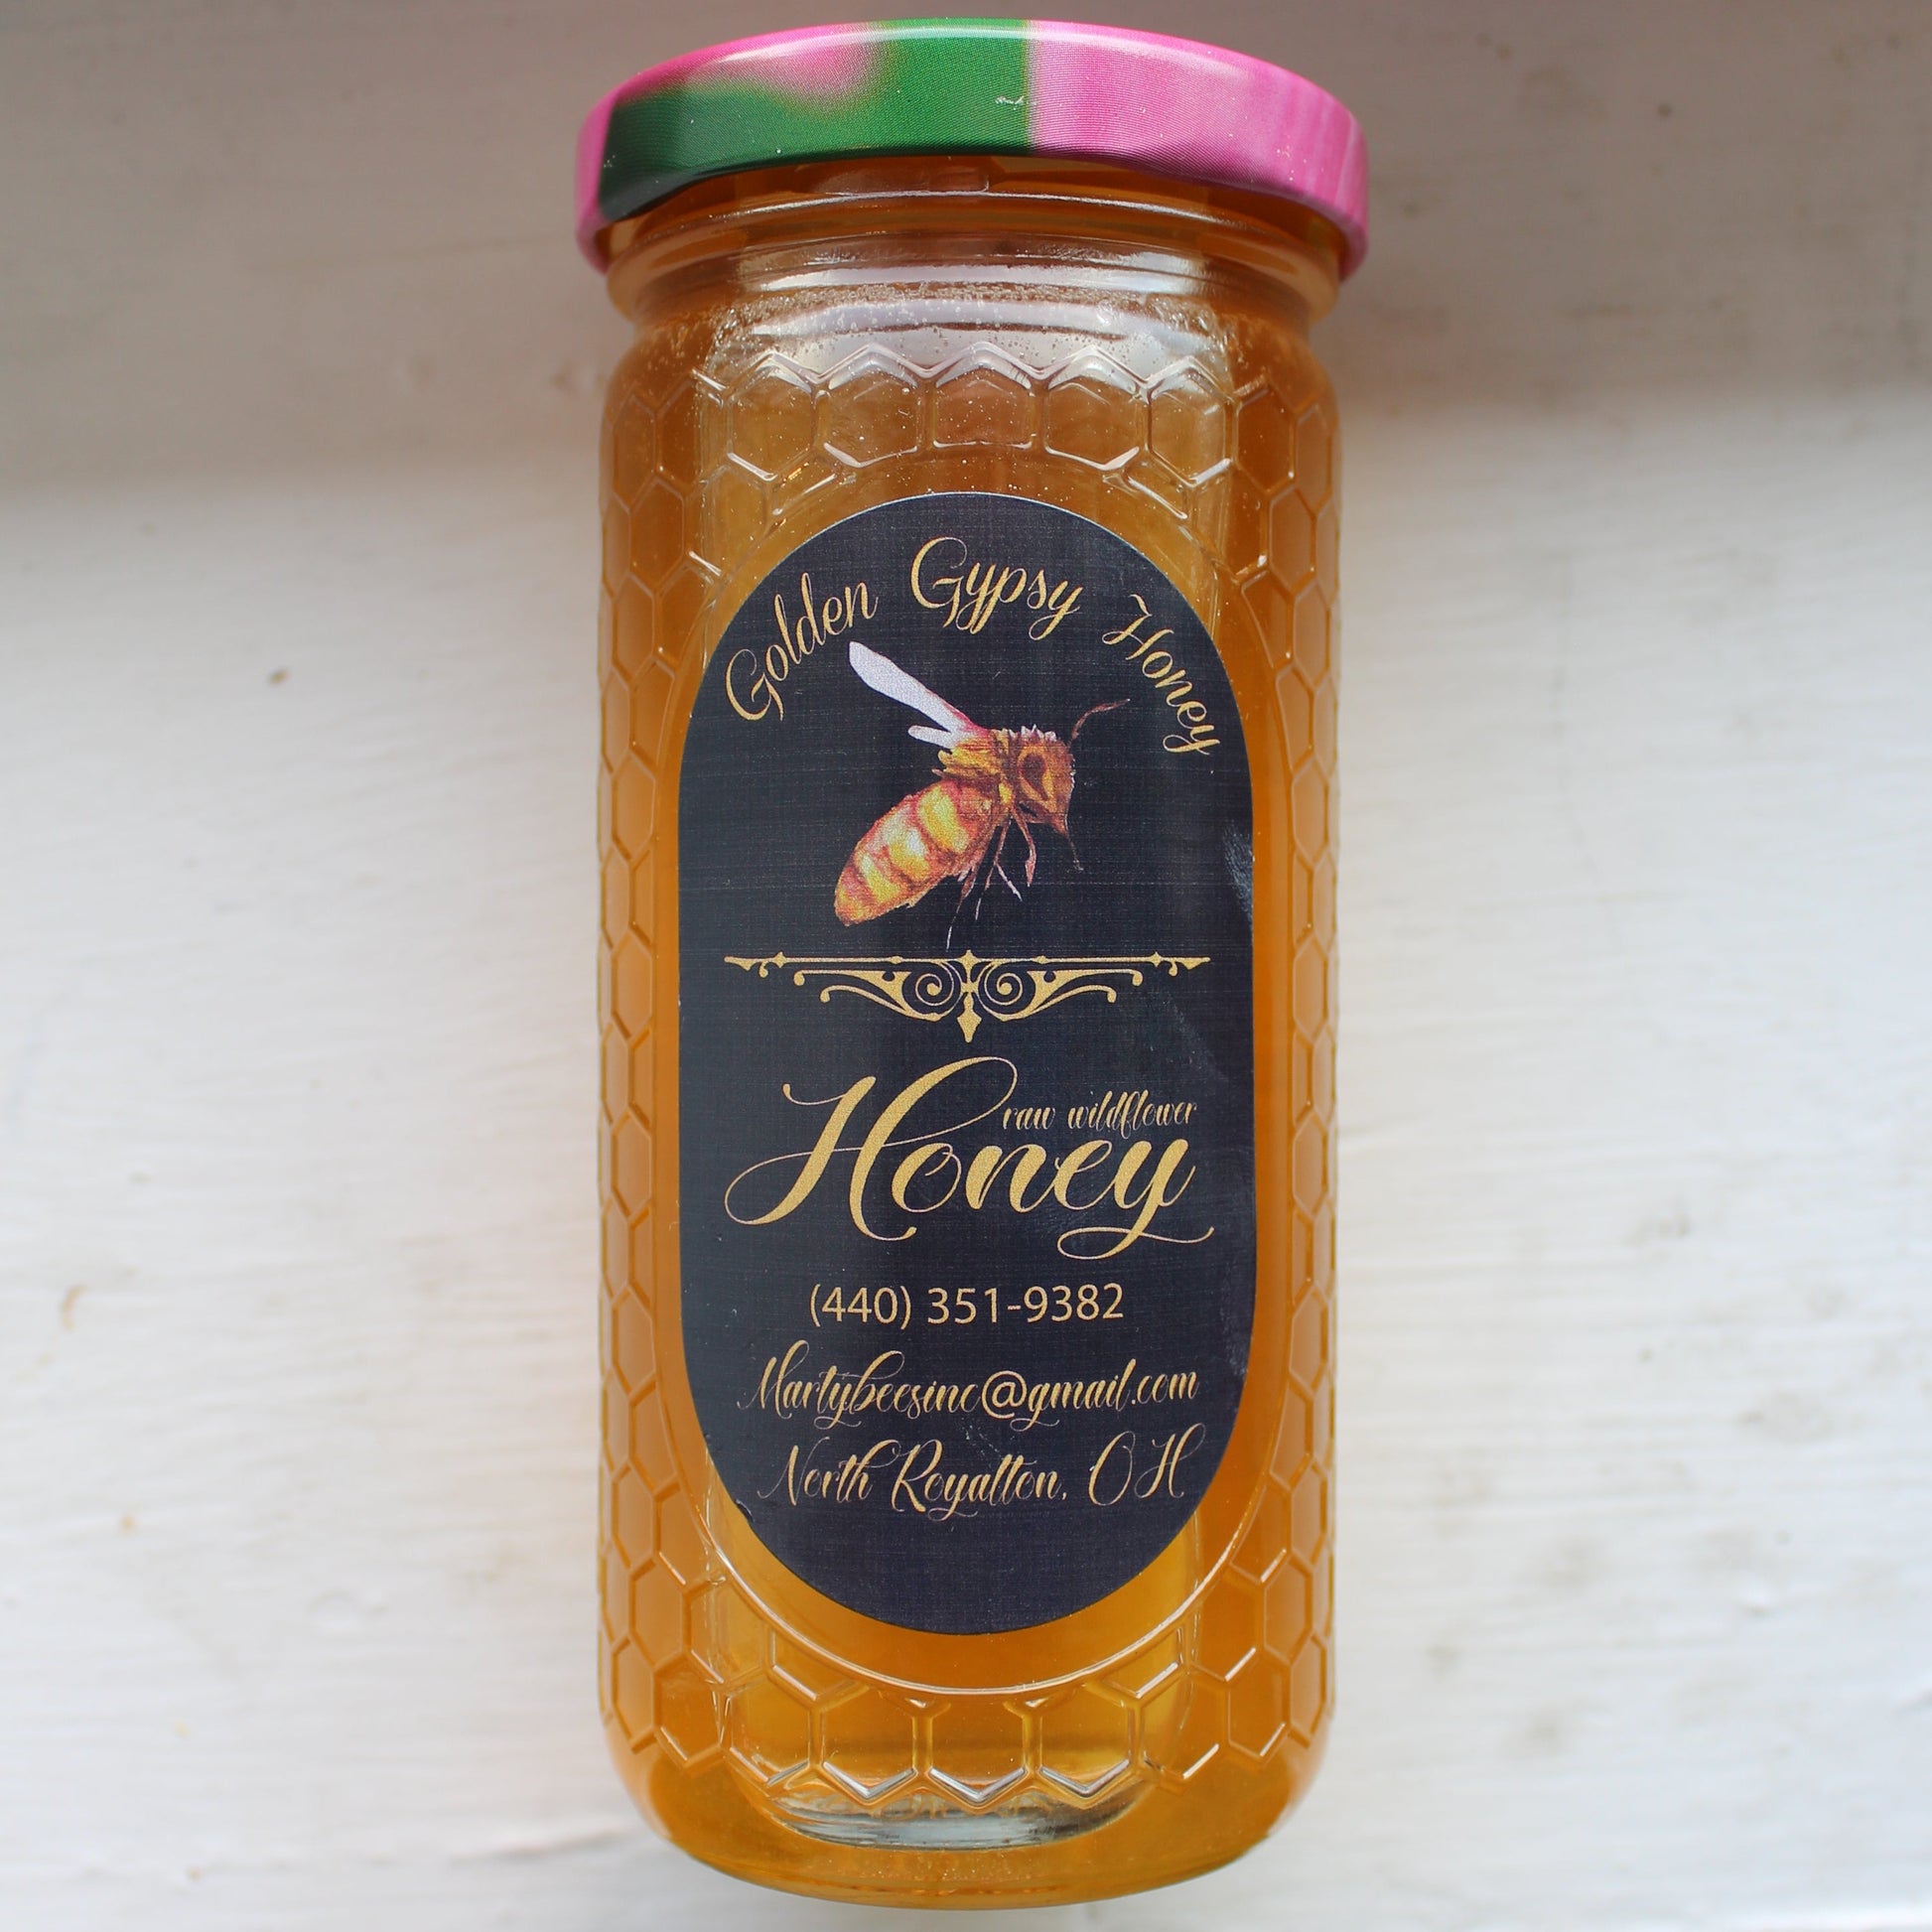 Golden Gypsy Honey
raw wildflower
Honey
(440) 351-9382
Martybeesinc@gmail.com
North Royalton, OH